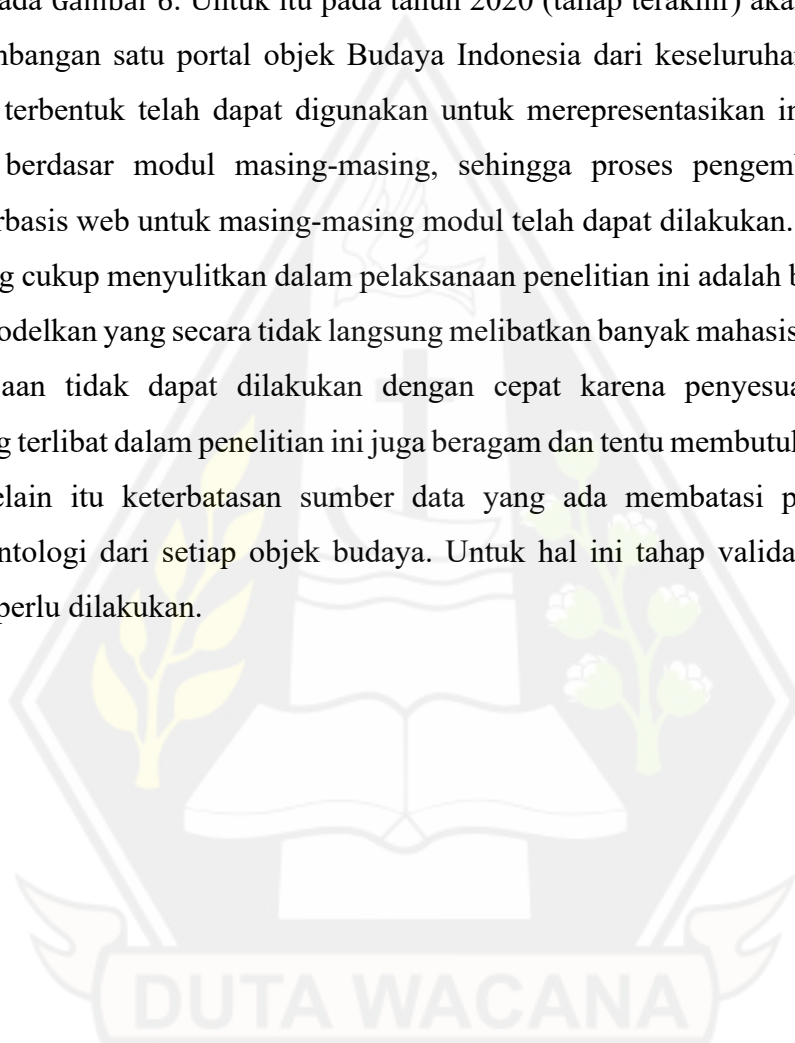 ada Gambar 6. Untuk itu pada tahun 2020 (tahap terakhir) aka
nbangan satu portal objek Budaya Indonesia dari keseluruhan
terbentuk telah dapat digunakan untuk merepresentasikan in
berdasar modul masing-masing, sehingga proses pengemb
rbasis web untuk masing-masing modul telah dapat dilakukan.
g cukup menyulitkan dalam pelaksanaan penelitian ini adalah b
odelkan yang secara tidak langsung melibatkan banyak mahasis
aan tidak dapat dilakukan dengan cepat karena penyesua
g terlibat dalam penelitian ini juga beragam dan tentu membutul
elain itu keterbatasan sumber data yang ada membatasi p
ntologi dari setiap objek budaya. Untuk hal ini tahap valida
perlu dilakukan.
DUTA WACANA